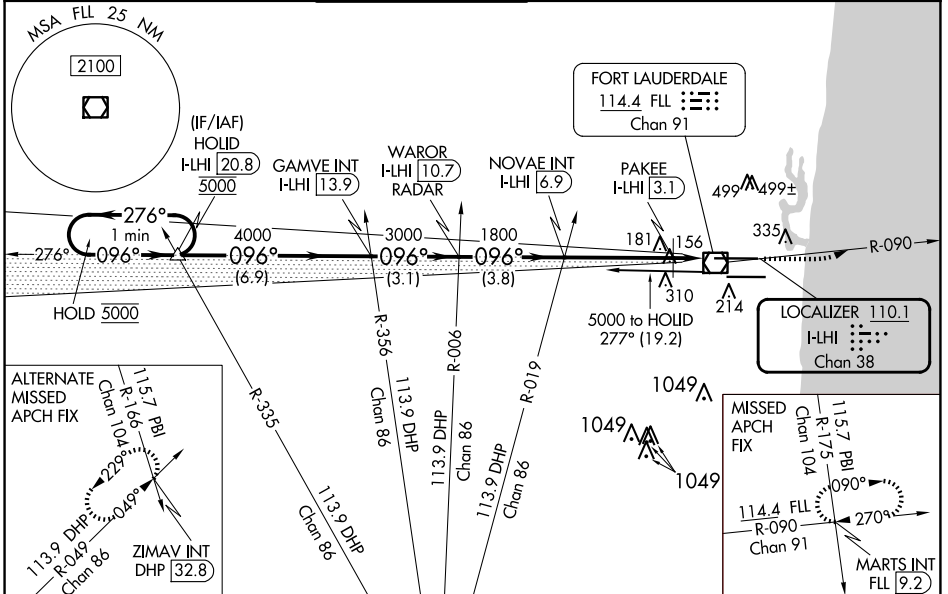 MSA FLL 25 NM
2100
(IF/IAF)
HOLID
I-LHI 20.8
5000
GAMVE INT
I-LHI 13.9
WAROR
I-LHI 10.7
RADAR
NOVAE INT
I-LHI 6.9
PAKEE
I-LHI 3.1
FORT LAUDERDALE
114.4 FLL
Chan 91
499
499±
335
181
156
R-090
276°
1 min
276°
096°
4000
096°
(6.9)
3000
096°
(3.1)
1800
096°
(3.8)
HOLD 5000
310
214
5000 to HOLID
277° (19.2)
LOCALIZER 110.1
I-LHI
Chan 38
R-335
113.9 DHP
Chan 86
R-356
113.9 DHP
Chan 86
R-006
113.9 DHP
Chan 86
R-019
113.9 DHP
Chan 86
1049
1049
1049
ALTERNATE
MISSED
APCH FIX
115.7 PBI
R-166
Chan 104
229°
049°
113.9 DHP
R-049
Chan 86
ZIMAV INT
DHP 32.8
MISSED
APCH
FIX
115.7 PBI
R-175
Chan 104
090°
270°
114.4 FLL
R-090
Chan 91
MARTS INT
FLL 9.2